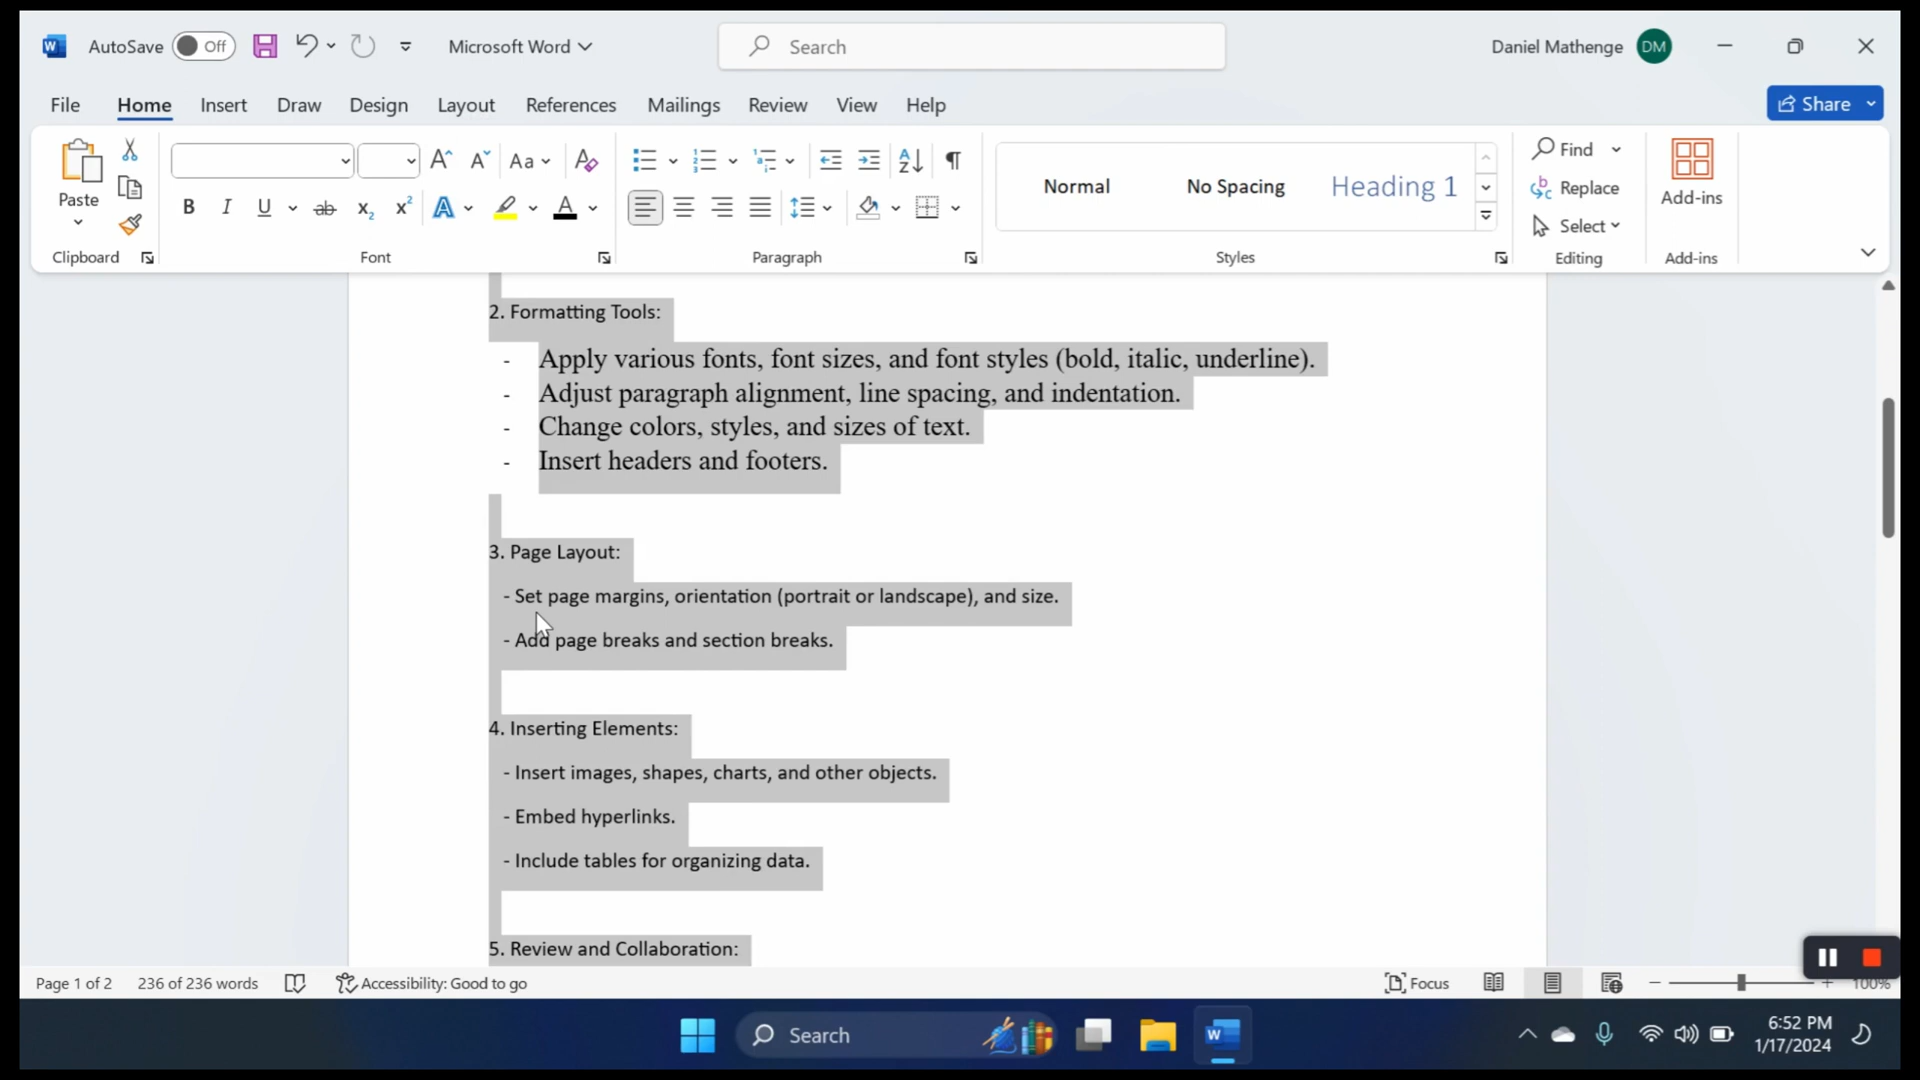 AutoSave Off Microsoft Word Search Daniel Mathenge DM
File Home Insert Draw Design Layout References Mailings Review View Help Share
Paste Aa Normal No Spacing Heading 1 Find Replace Select Add-ins
B I U ab x₂ x² A A
Clipboard Font Paragraph Styles Editing Add-ins
2. Formatting Tools:
- Apply various fonts, font sizes, and font styles (bold, italic, underline).
- Adjust paragraph alignment, line spacing, and indentation.
- Change colors, styles, and sizes of text.
- Insert headers and footers.
3. Page Layout:
- Set page margins, orientation (portrait or landscape), and size.
- Add page breaks and section breaks.
4. Inserting Elements:
- Insert images, shapes, charts, and other objects.
- Embed hyperlinks.
- Include tables for organizing data.
5. Review and Collaboration:
Page 1 of 2 236 of 236 words Accessibility: Good to go Focus 100%
Search 6:52 PM
1/17/2024